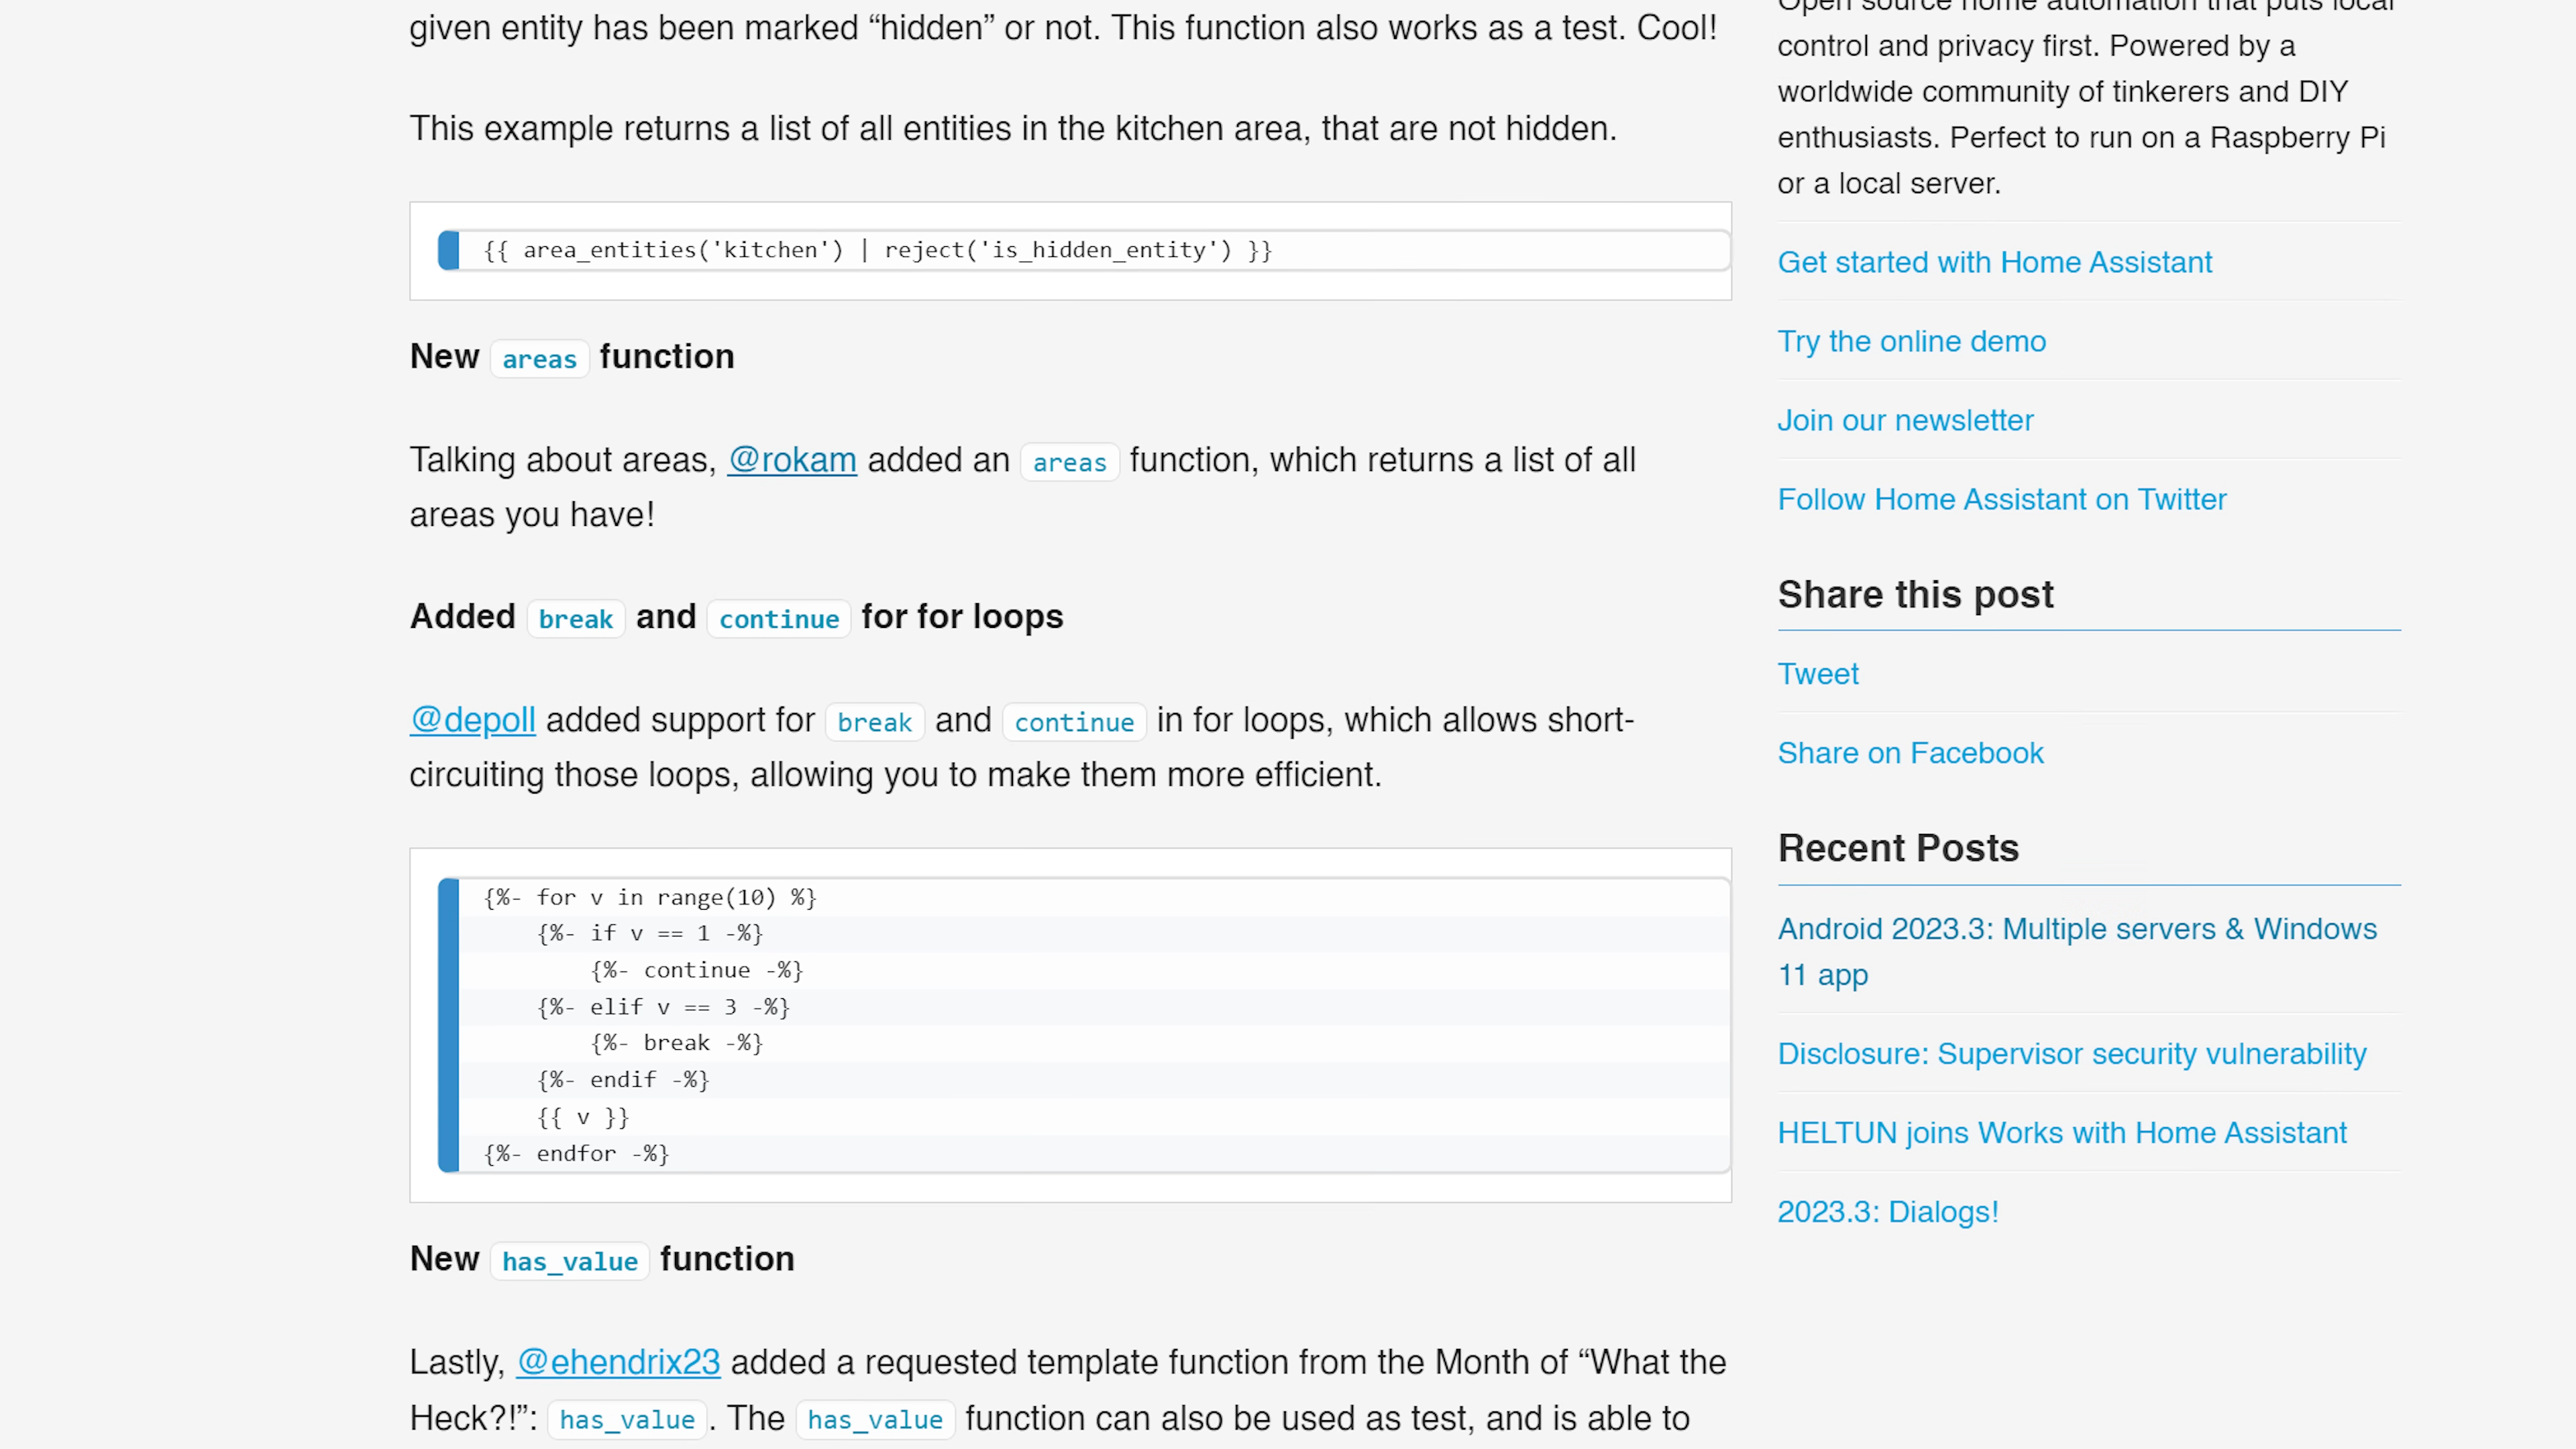 given entity has been marked “hidden” or not. This function also works as a test. Cool!
This example returns a list of all entities in the kitchen area, that are not hidden.
{{ area_entities('kitchen') | reject('is_hidden_entity') }}
New areas function
Talking about areas, @rokam added an areas function, which returns a list of all
areas you have!
Added break and continue for for loops
@depoll added support for break and continue in for loops, which allows short-
circuiting those loops, allowing you to make them more efficient.
{%- for v in range(10) %}
    {%- if v == 1 -%}
        {%- continue -%}
    {%- elif v == 3 -%}
        {%- break -%}
    {%- endif -%}
    {{ v }}
{%- endfor -%}
New has_value function
Lastly, @ehendrix23 added a requested template function from the Month of “What the
Heck?!”: has_value. The has_value function can also be used as test, and is able to
Open source home automation that puts local
control and privacy first. Powered by a
worldwide community of tinkerers and DIY
enthusiasts. Perfect to run on a Raspberry Pi
or a local server.
Get started with Home Assistant
Try the online demo
Join our newsletter
Follow Home Assistant on Twitter
Share this post
Tweet
Share on Facebook
Recent Posts
Android 2023.3: Multiple servers & Windows
11 app
Disclosure: Supervisor security vulnerability
HELTUN joins Works with Home Assistant
2023.3: Dialogs!